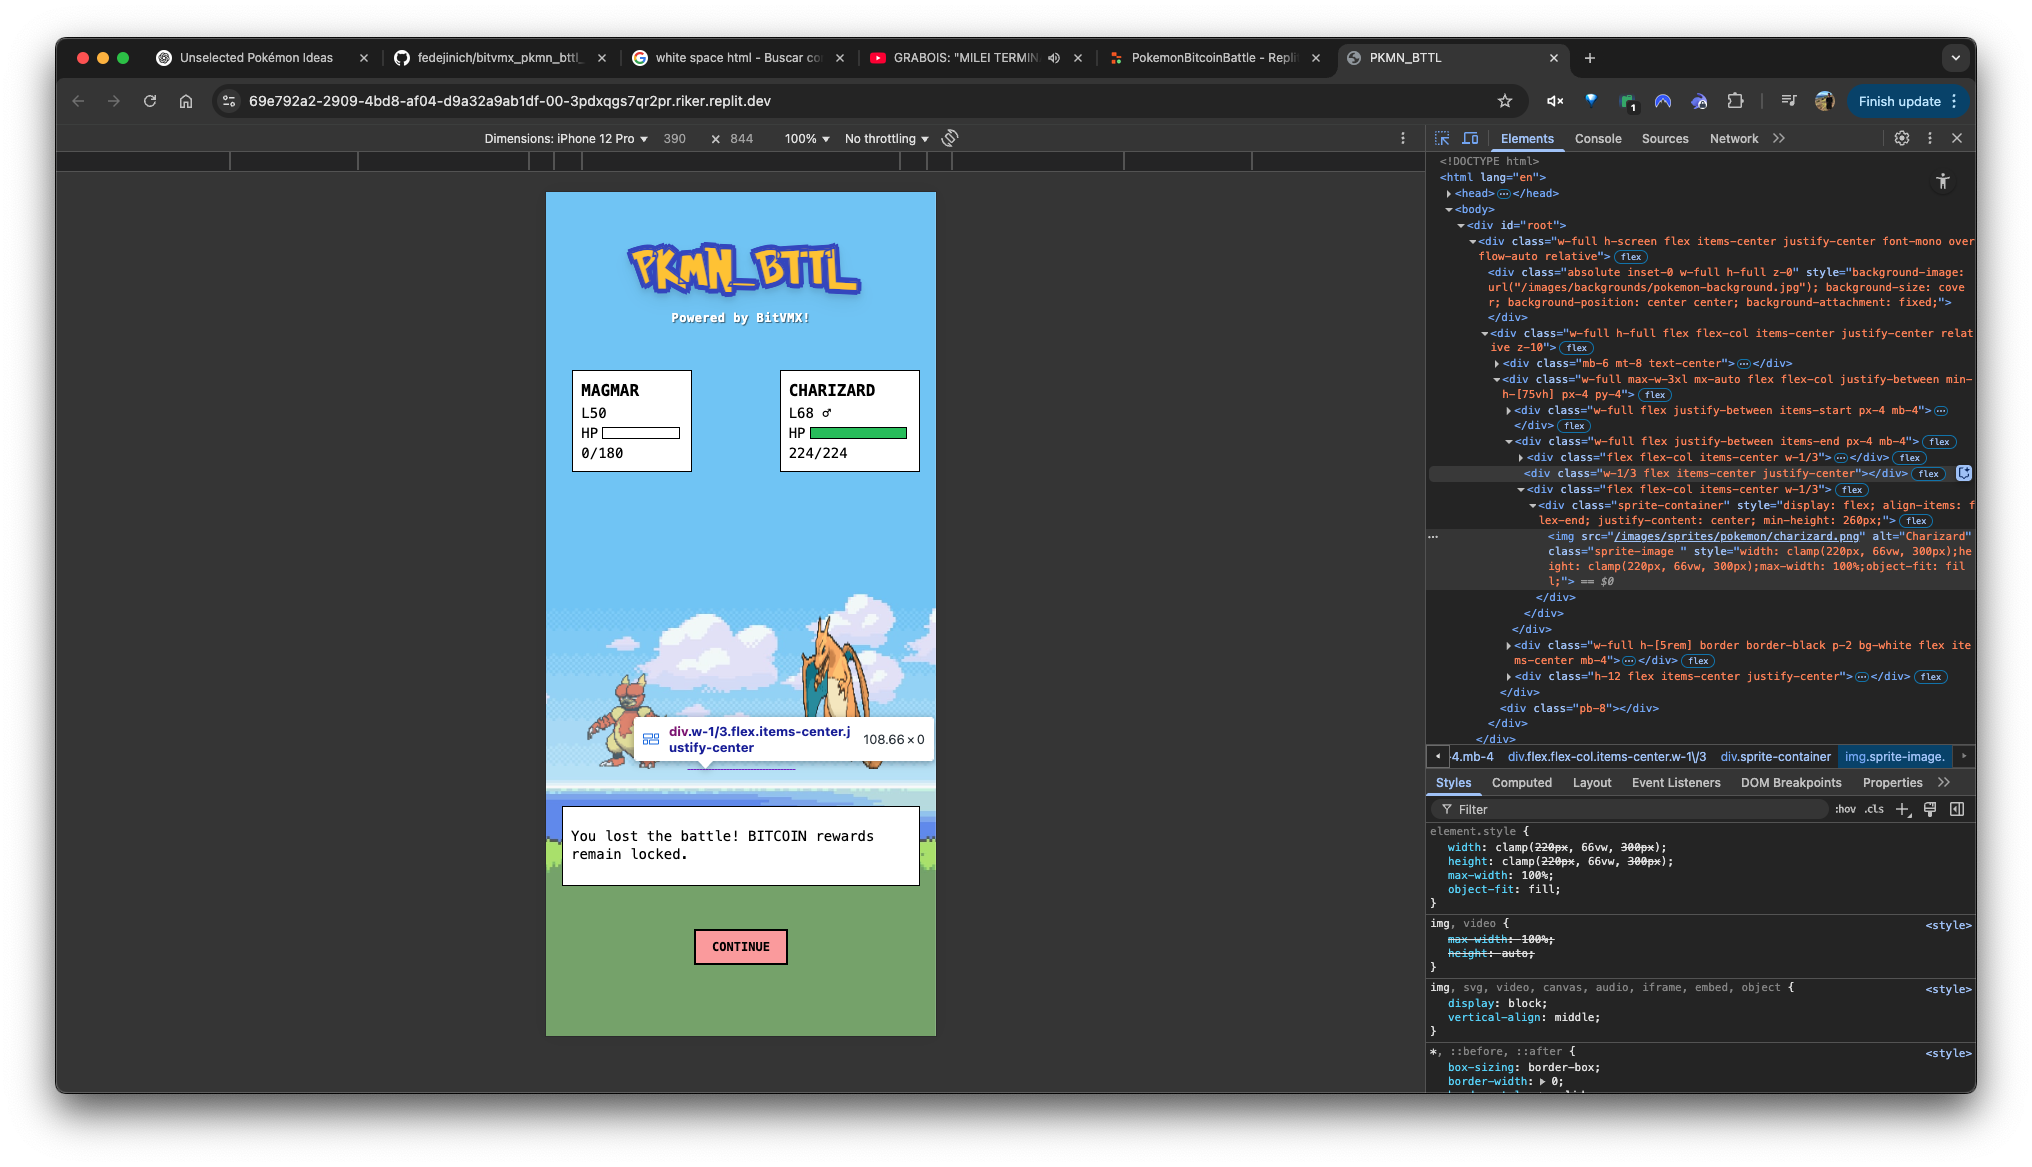 Unselected Pokémon Ideas
fedejinich/bitvmx_pkmn_bttl_
white space html - Buscar co
GRABOIS: "MILEI TERMIN
PokemonBitcoinBattle - Repli
PKMN_BTTL
69e792a2-2909-4bd8-af04-d9a32a9ab1df-00-3pdxqgs7qr2pr.riker.replit.dev
1
Finish update
Dimensions: iPhone 12 Pro
390
×
844
100%
No throttling
PKMN_BTTL
Powered by BitVMX!
MAGMAR
L50
HP
0/180
CHARIZARD
L68 ♂
HP
224/224
div.w-1/3.flex.items-center.j
ustify-center
108.66 × 0
You lost the battle! BITCOIN rewards
remain locked.
CONTINUE
Elements
Console
Sources
Network
<!DOCTYPE html>
<html lang="en">
<head> ⋯ </head>
<body>
<div id="root">
<div class="w-full h-screen flex items-center justify-center font-mono over
flow-auto relative"> flex
<div class="absolute inset-0 w-full h-full z-0" style="background-image:
url("/images/backgrounds/pokemon-background.jpg"); background-size: cove
r; background-position: center center; background-attachment: fixed;">
</div>
<div class="w-full h-full flex flex-col items-center justify-center relat
ive z-10"> flex
<div class="mb-6 mt-8 text-center"> ⋯ </div>
<div class="w-full max-w-3xl mx-auto flex flex-col justify-between min-
h-[75vh] px-4 py-4"> flex
<div class="w-full flex justify-between items-start px-4 mb-4"> ⋯
</div> flex
<div class="w-full flex justify-between items-end px-4 mb-4"> flex
<div class="flex flex-col items-center w-1/3"> ⋯ </div> flex
<div class="w-1/3 flex items-center justify-center"></div> flex
<div class="flex flex-col items-center w-1/3"> flex
<div class="sprite-container" style="display: flex; align-items: f
lex-end; justify-content: center; min-height: 260px;"> flex
<img src="/images/sprites/pokemon/charizard.png" alt="Charizard"
class="sprite-image " style="width: clamp(220px, 66vw, 300px);he
ight: clamp(220px, 66vw, 300px);max-width: 100%;object-fit: fil
l;"> == $0
</div>
</div>
</div>
<div class="w-full h-[5rem] border border-black p-2 bg-white flex ite
ms-center mb-4"> ⋯ </div> flex
<div class="h-12 flex items-center justify-center"> ⋯ </div> flex
</div>
<div class="pb-8"></div>
</div>
</div>
4.mb-4
div.flex.flex-col.items-center.w-1\/3
div.sprite-container
img.sprite-image.
Styles
Computed
Layout
Event Listeners
DOM Breakpoints
Properties
Filter
:hov
.cls
element.style {
width: clamp(220px, 66vw, 300px);
height: clamp(220px, 66vw, 300px);
max-width: 100%;
object-fit: fill;
}
img, video {
<style>
max-width: 100%;
height: auto;
}
img, svg, video, canvas, audio, iframe, embed, object {
<style>
display: block;
vertical-align: middle;
}
*, ::before, ::after {
<style>
box-sizing: border-box;
border-width: 0;